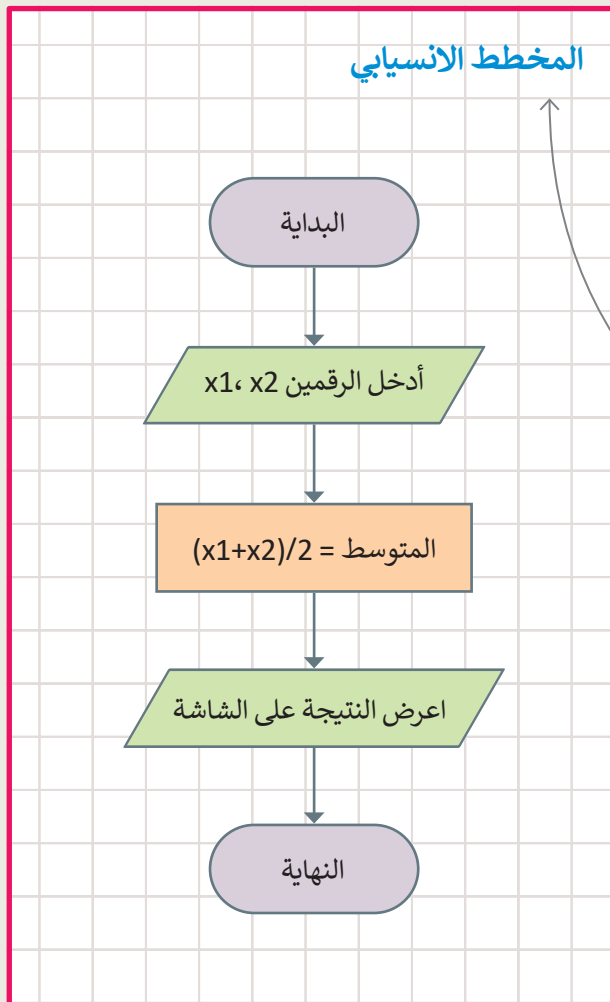 المخطط الانسيابي
البداية
أدخل الرقمين x1، x2
المتوسط = (x1+x2)/2
اعرض النتيجة على الشاشة
النهاية